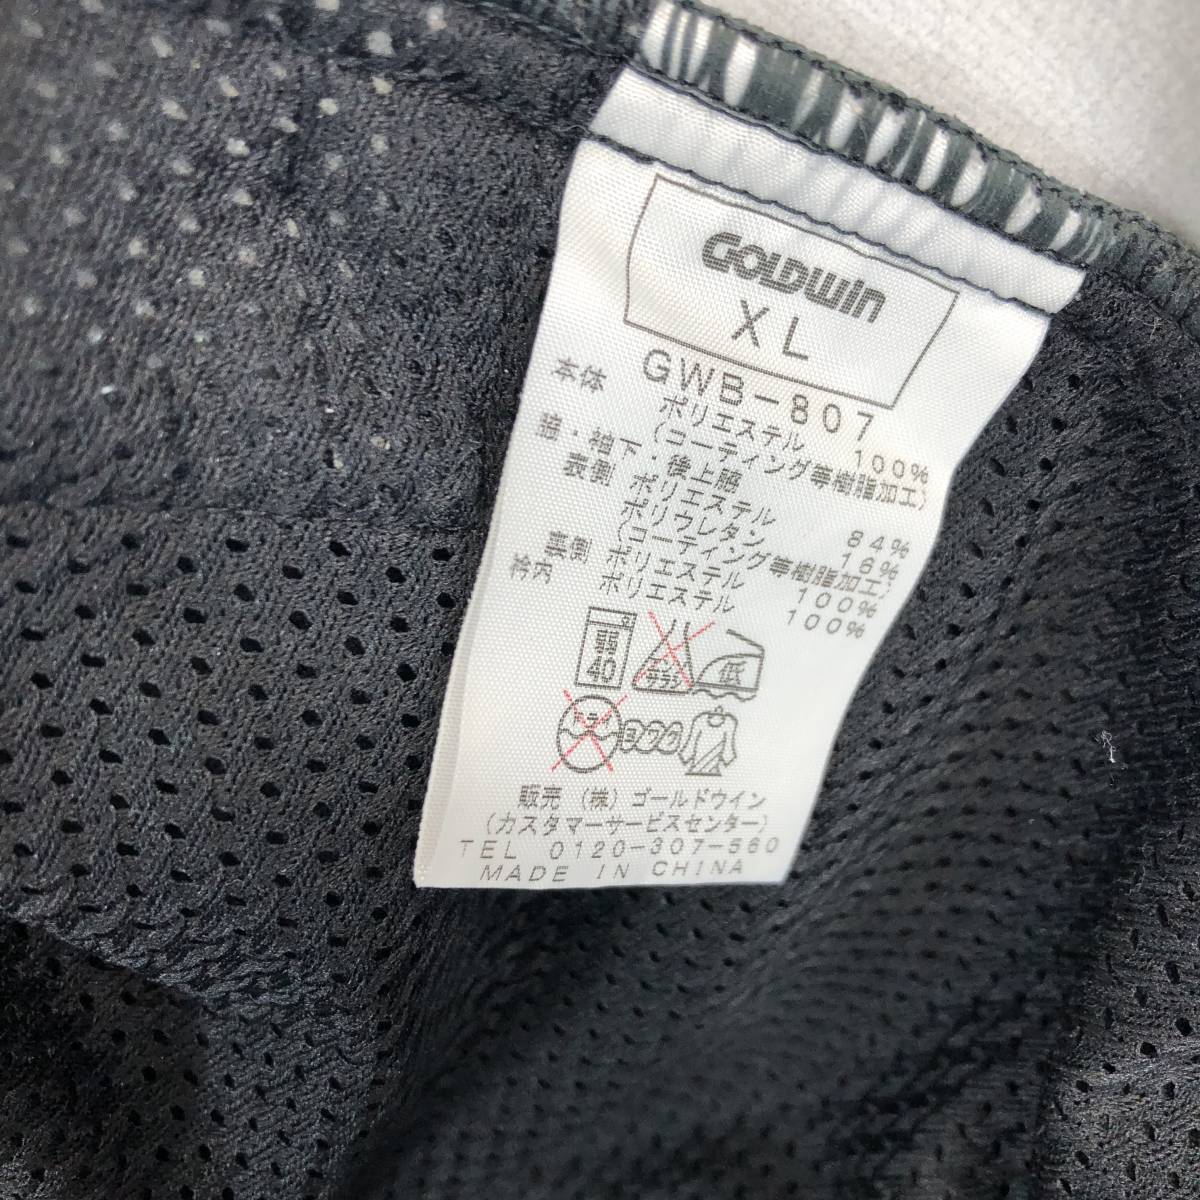 GOLDWIN
XL
GWB-807
本体 ポリエステル 100%
(コーティング等樹脂加工)
脇・袖下・後上腕
表側 ポリエステル 84%
ポリウレタン 16%
(コーティング等樹脂加工)
裏側 ポリエステル 100%
衿内 ポリエステル 100%
40
低
ヨワク
販売 (株) ゴールドウイン
(カスタマーサービスセンター)
TEL 0120-307-560
MADE IN CHINA